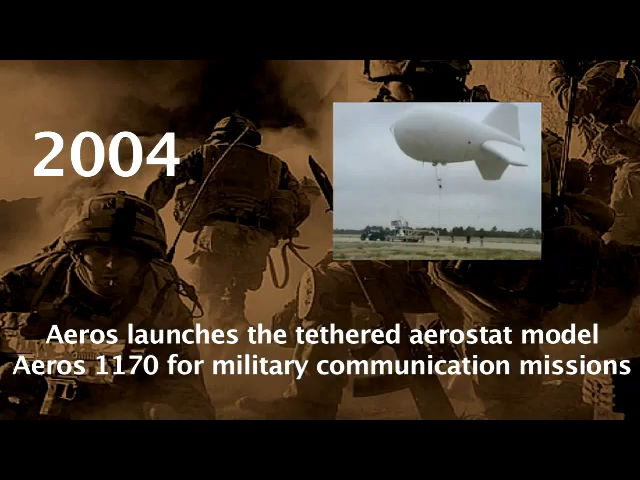 2004
Aeros launches the tethered aerostat model
Aeros 1170 for military communication missions